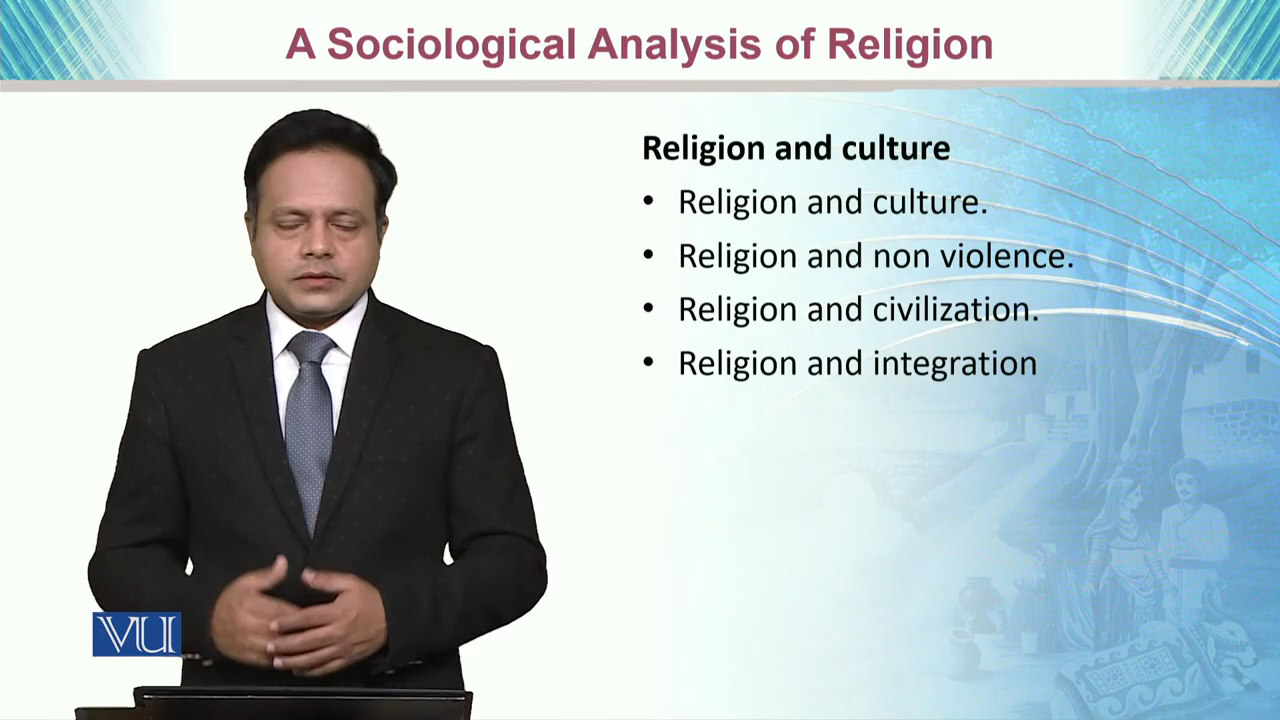 A Sociological Analysis of Religion
Religion and culture
• Religion and culture.
• Religion and non violence.
• Religion and civilization.
• Religion and integration
VU